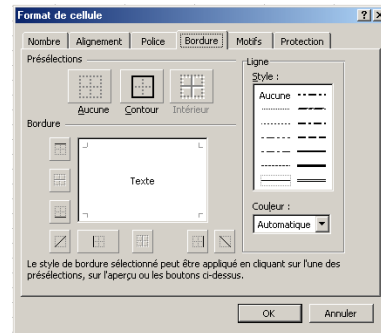 Format de cellule
Nombre Alignement Police Bordure Motifs Protection
Présélections
Aucune Contour Intérieur
Bordure
Texte
Ligne
Style :
Aucune
Couleur :
Automatique
Le style de bordure sélectionné peut être appliqué en cliquant sur l'une des
présélections, sur l'aperçu ou les boutons ci-dessus.
OK Annuler